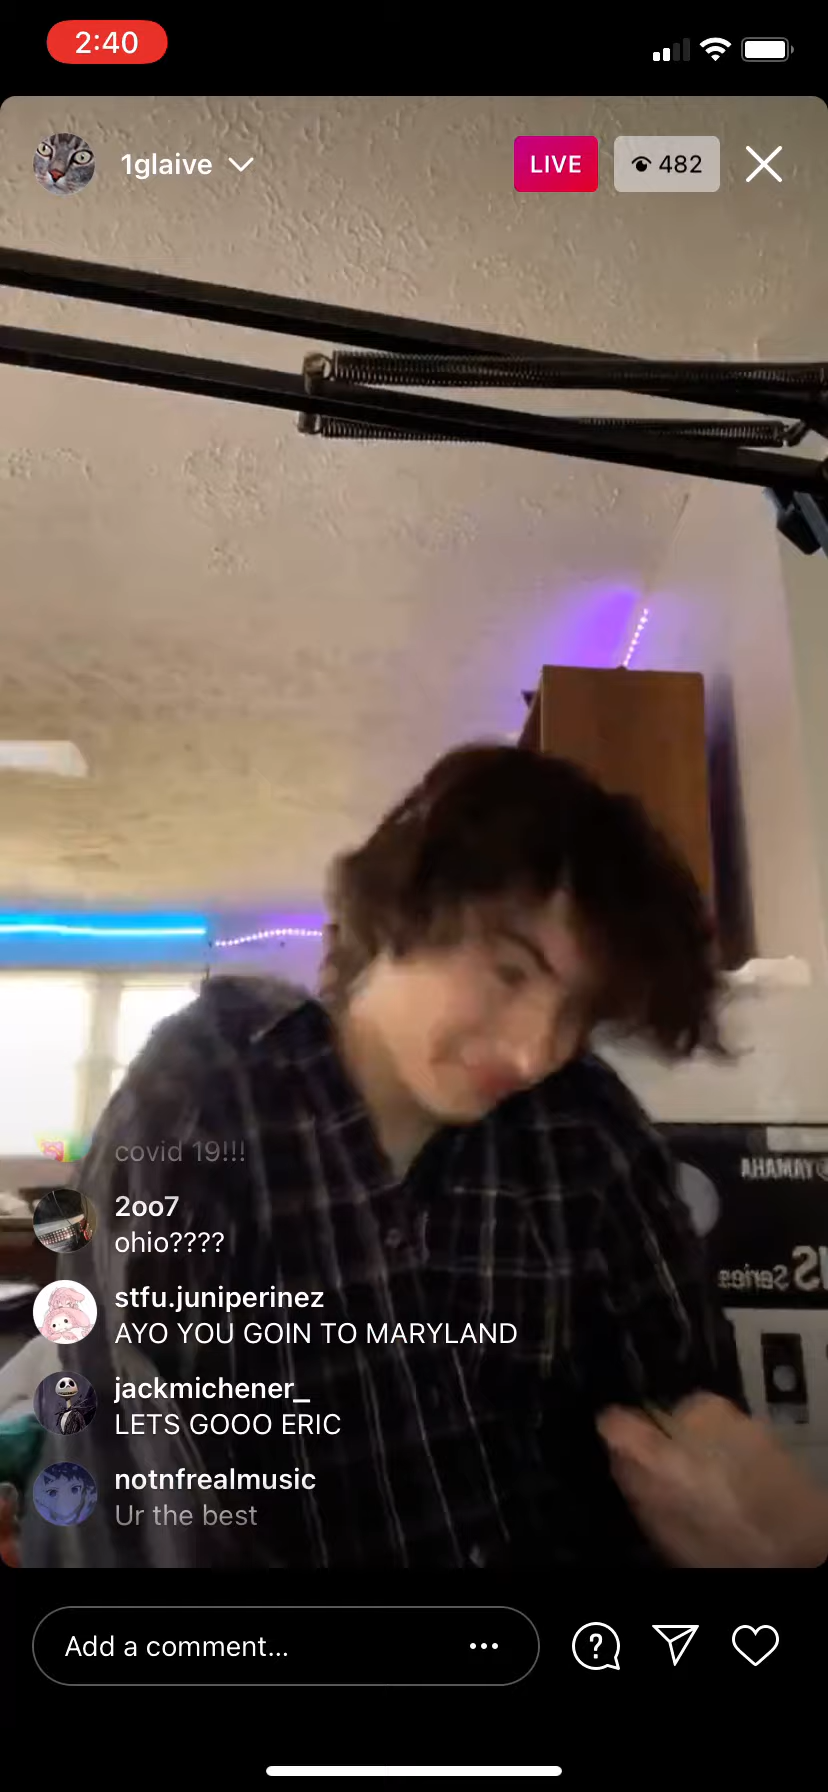 2:40
1glaive
LIVE
482
covid 19!!!
2oo7
ohio????
stfu.juniperinez
AYO YOU GOIN TO MARYLAND
jackmichener_
LETS GOOO ERIC
notnfrealmusic
Ur the best
YAMAHA
S Series
Add a comment...